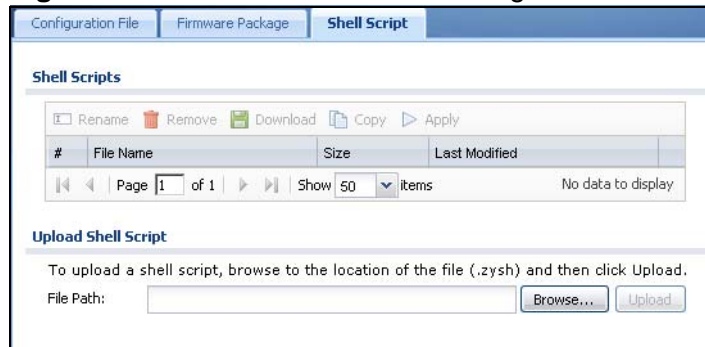 Configuration File Firmware Package Shell Script
Shell Scripts
Rename Remove Download Copy Apply
# File Name Size Last Modified
Page 1 of 1 Show 50 items No data to display
Upload Shell Script
To upload a shell script, browse to the location of the file (.zysh) and then click Upload.
File Path: Browse... Upload